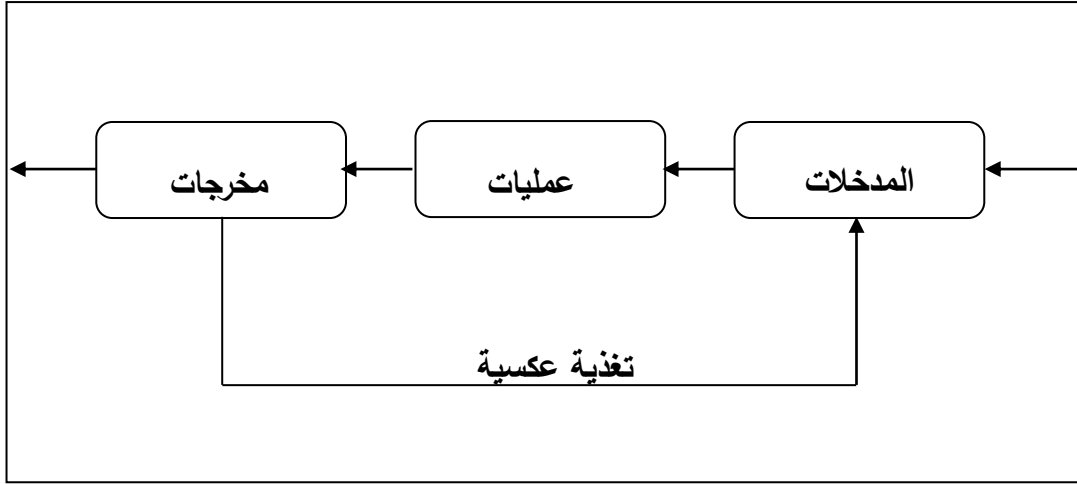 المدخلات
عمليات
مخرجات
تغذية عكسية